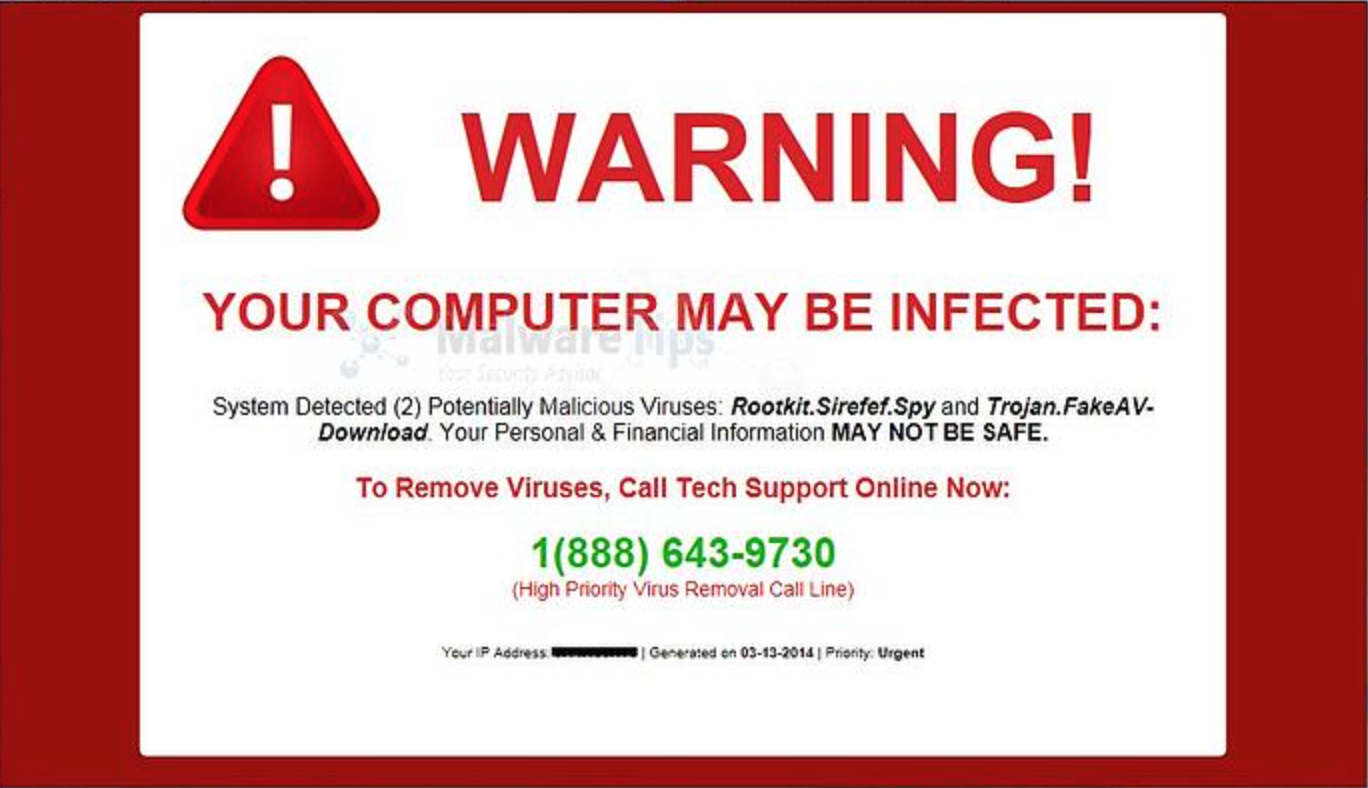 WARNING!
YOUR COMPUTER MAY BE INFECTED:
Malware Tips
Your Security Advisor
System Detected (2) Potentially Malicious Viruses: Rootkit.Sirefef.Spy and Trojan.FakeAV-
Download. Your Personal & Financial Information MAY NOT BE SAFE.
To Remove Viruses, Call Tech Support Online Now:
1(888) 643-9730
(High Priority Virus Removal Call Line)
Your IP Address: | Generated on 03-13-2014 | Priority: Urgent